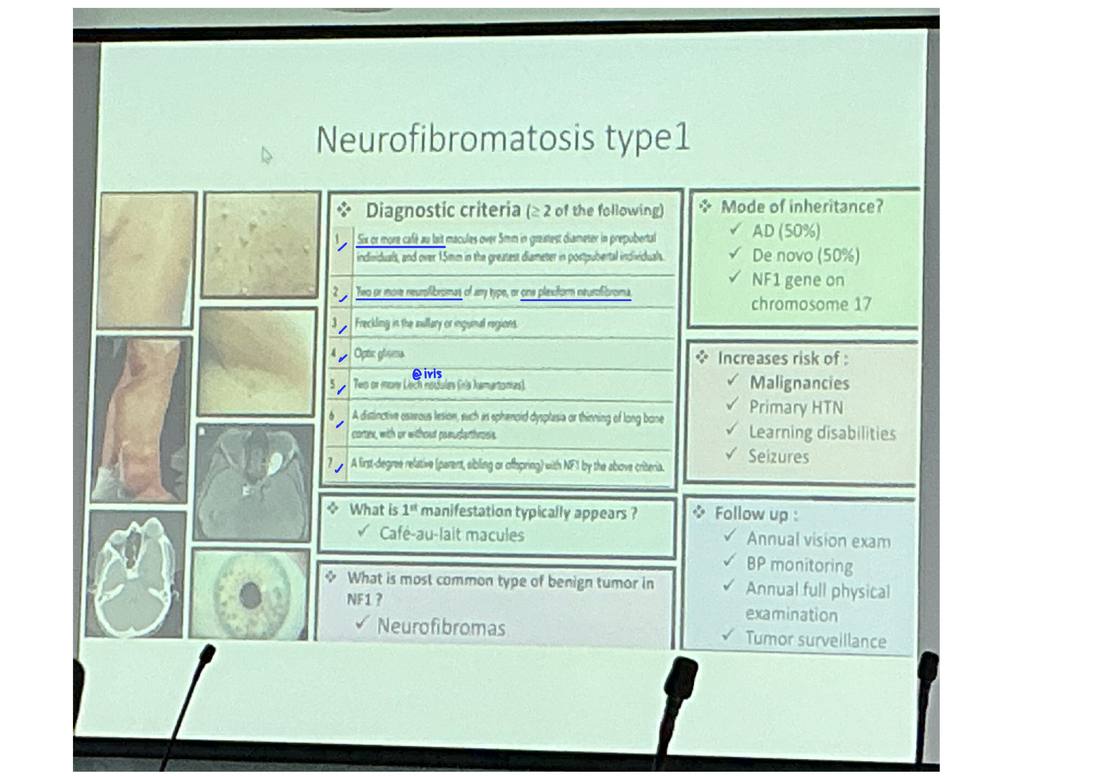 Neurofibromatosis type1
❖ Diagnostic criteria (≥ 2 of the following)
1 Six or more café au lait macules over 5mm in greatest diameter in prepubertal
individuals, and over 15mm in the greatest diameter in postpubertal individuals.
2 Two or more neurofibromas of any type, or one plexiform neurofibroma.
3 Freckling in the axillary or inguinal regions.
4 Optic glioma.
@ iris
5 Two or more Lisch nodules (iris hamartomas).
6 A distinctive osseous lesion, such as sphenoid dysplasia or thinning of long bone
cortex, with or without pseudarthrosis.
7 A first-degree relative (parent, sibling or offspring) with NF1 by the above criteria.
❖ What is 1st manifestation typically appears ?
✓ Café-au-lait macules
❖ What is most common type of benign tumor in
NF1 ?
✓ Neurofibromas
❖ Mode of inheritance?
✓ AD (50%)
✓ De novo (50%)
✓ NF1 gene on
chromosome 17
❖ Increases risk of :
✓ Malignancies
✓ Primary HTN
✓ Learning disabilities
✓ Seizures
❖ Follow up :
✓ Annual vision exam
✓ BP monitoring
✓ Annual full physical
examination
✓ Tumor surveillance